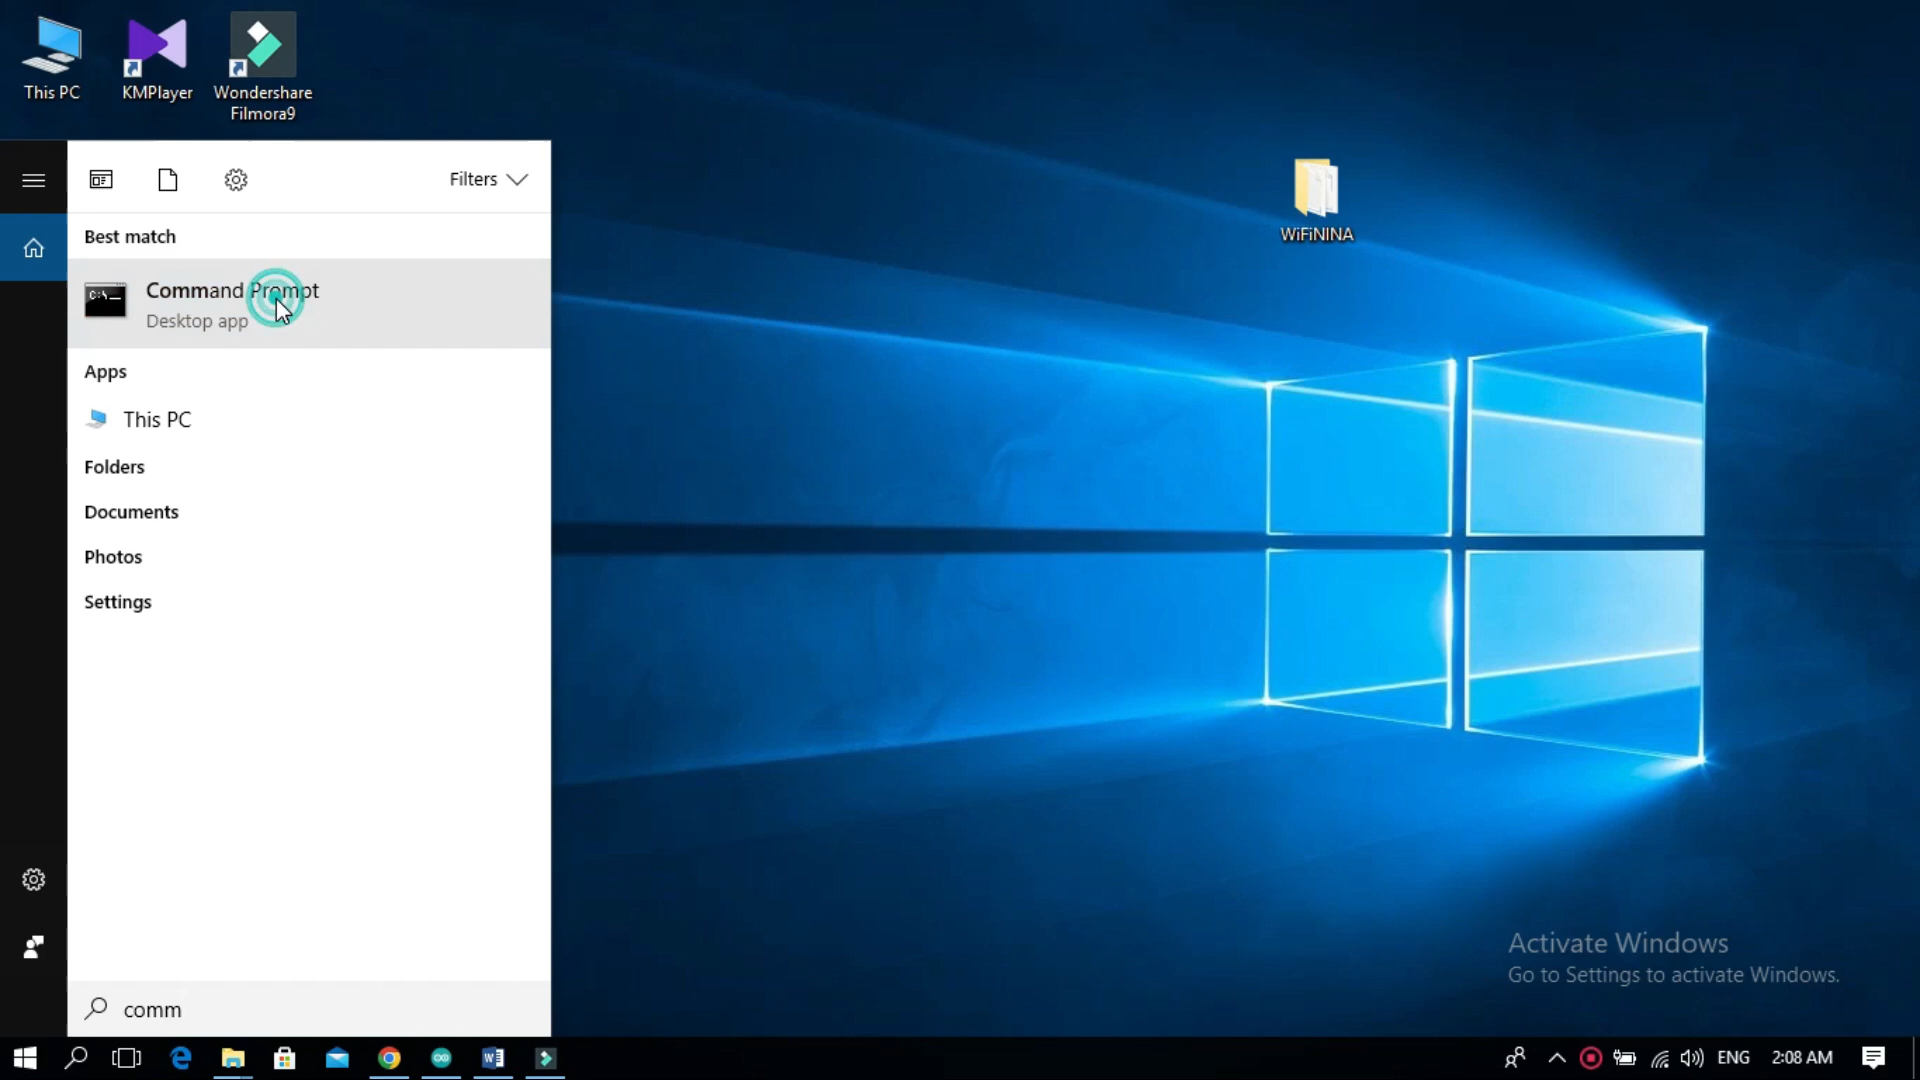 This PC
KMPlayer
Wondershare
Filmora9
Filters
Best match
C:\_
Command Prompt
Desktop app
Apps
This PC
Folders
Documents
Photos
Settings
comm
WiFiNINA
Activate Windows
Go to Settings to activate Windows.
ENG
2:08 AM